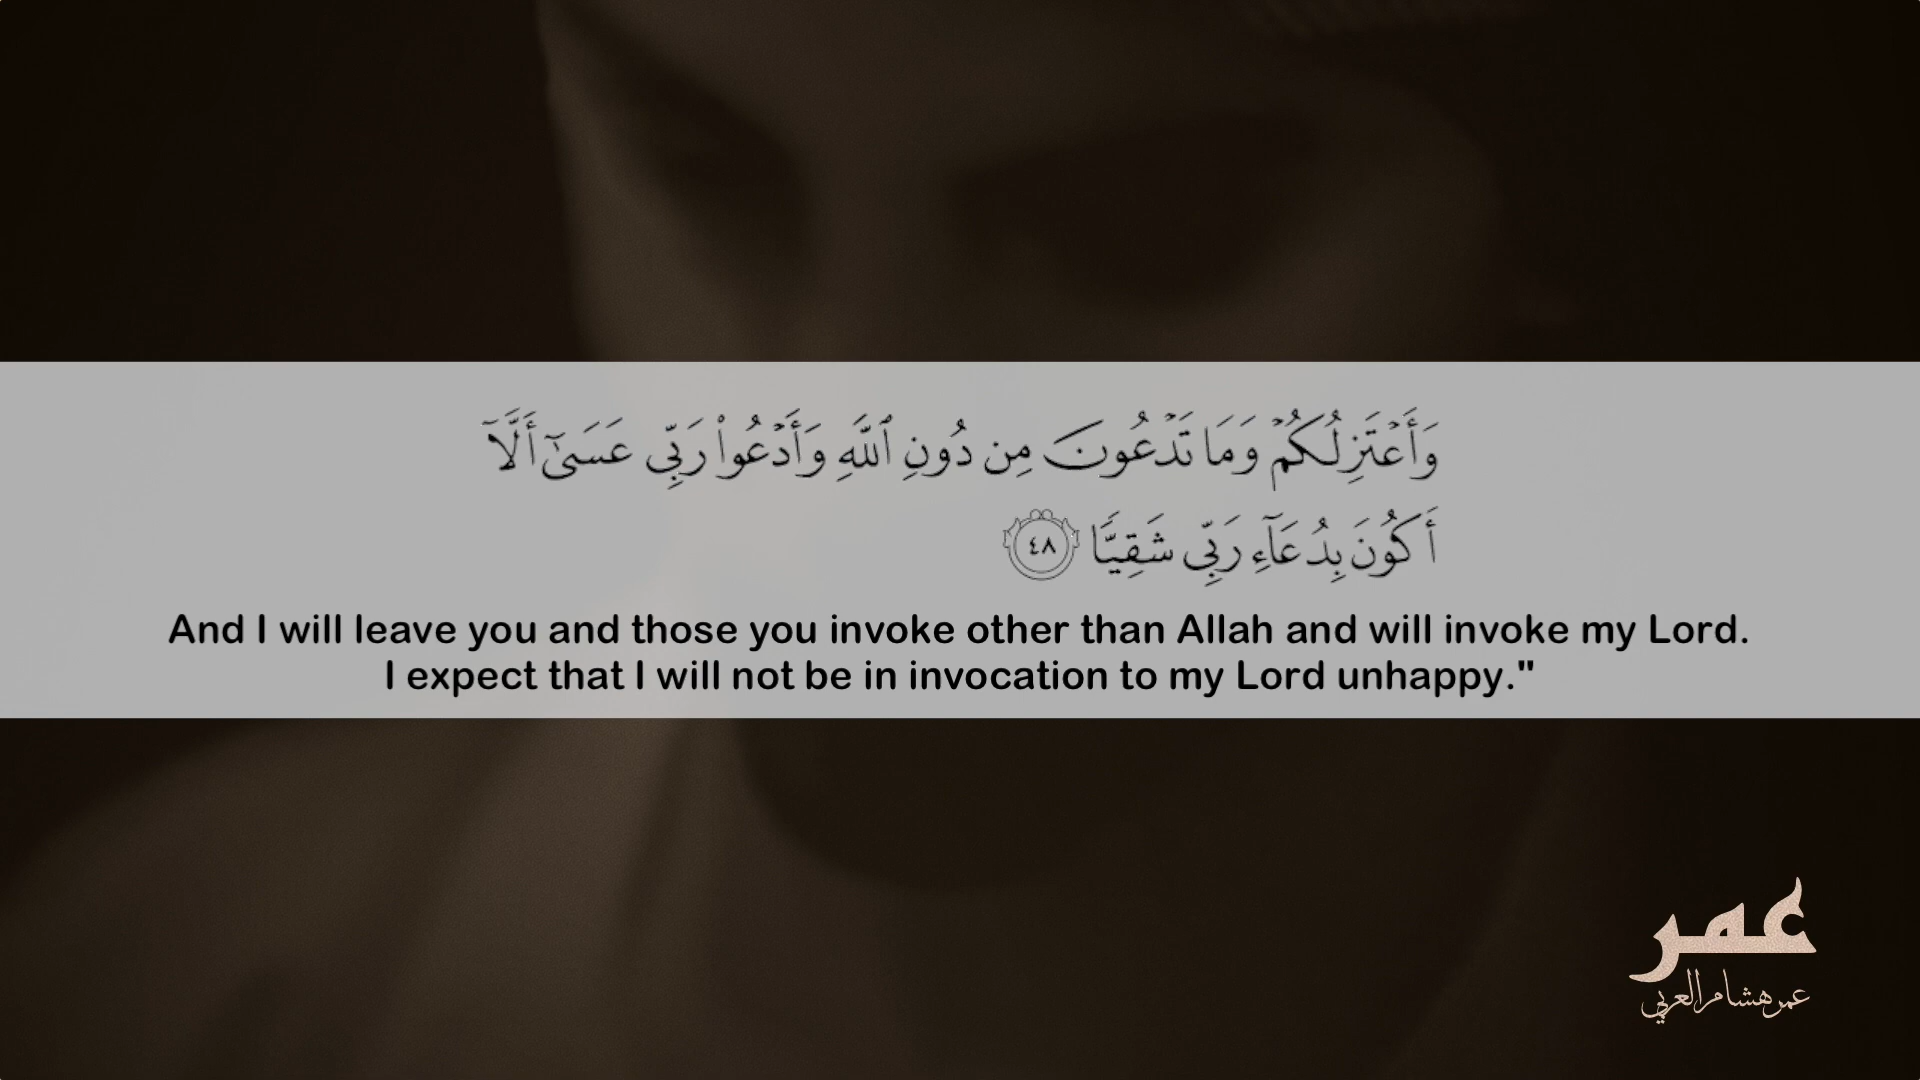 وَأَعْتَزِلُكُمْ وَمَا تَدْعُونَ مِن دُونِ ٱللَّهِ وَأَدْعُوا۟ رَبِّى عَسَىٰٓ أَلَّآ
أَكُونَ بِدُعَآءِ رَبِّى شَقِيًّا ٤٨
And I will leave you and those you invoke other than Allah and will invoke my Lord.
I expect that I will not be in invocation to my Lord unhappy."
عمر
عمر هشام العربي